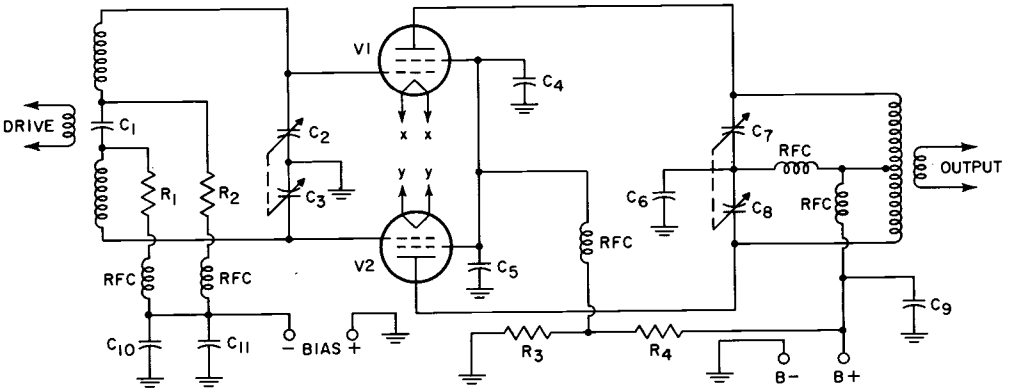 V1
C4
DRIVE
C1
C2
x x
C7
RFC
OUTPUT
y y
R1
R2
C3
C6
C8
RFC
RFC
V2
C5
RFC
RFC
C9
C10
C11
− BIAS +
R3
R4
B−
B+